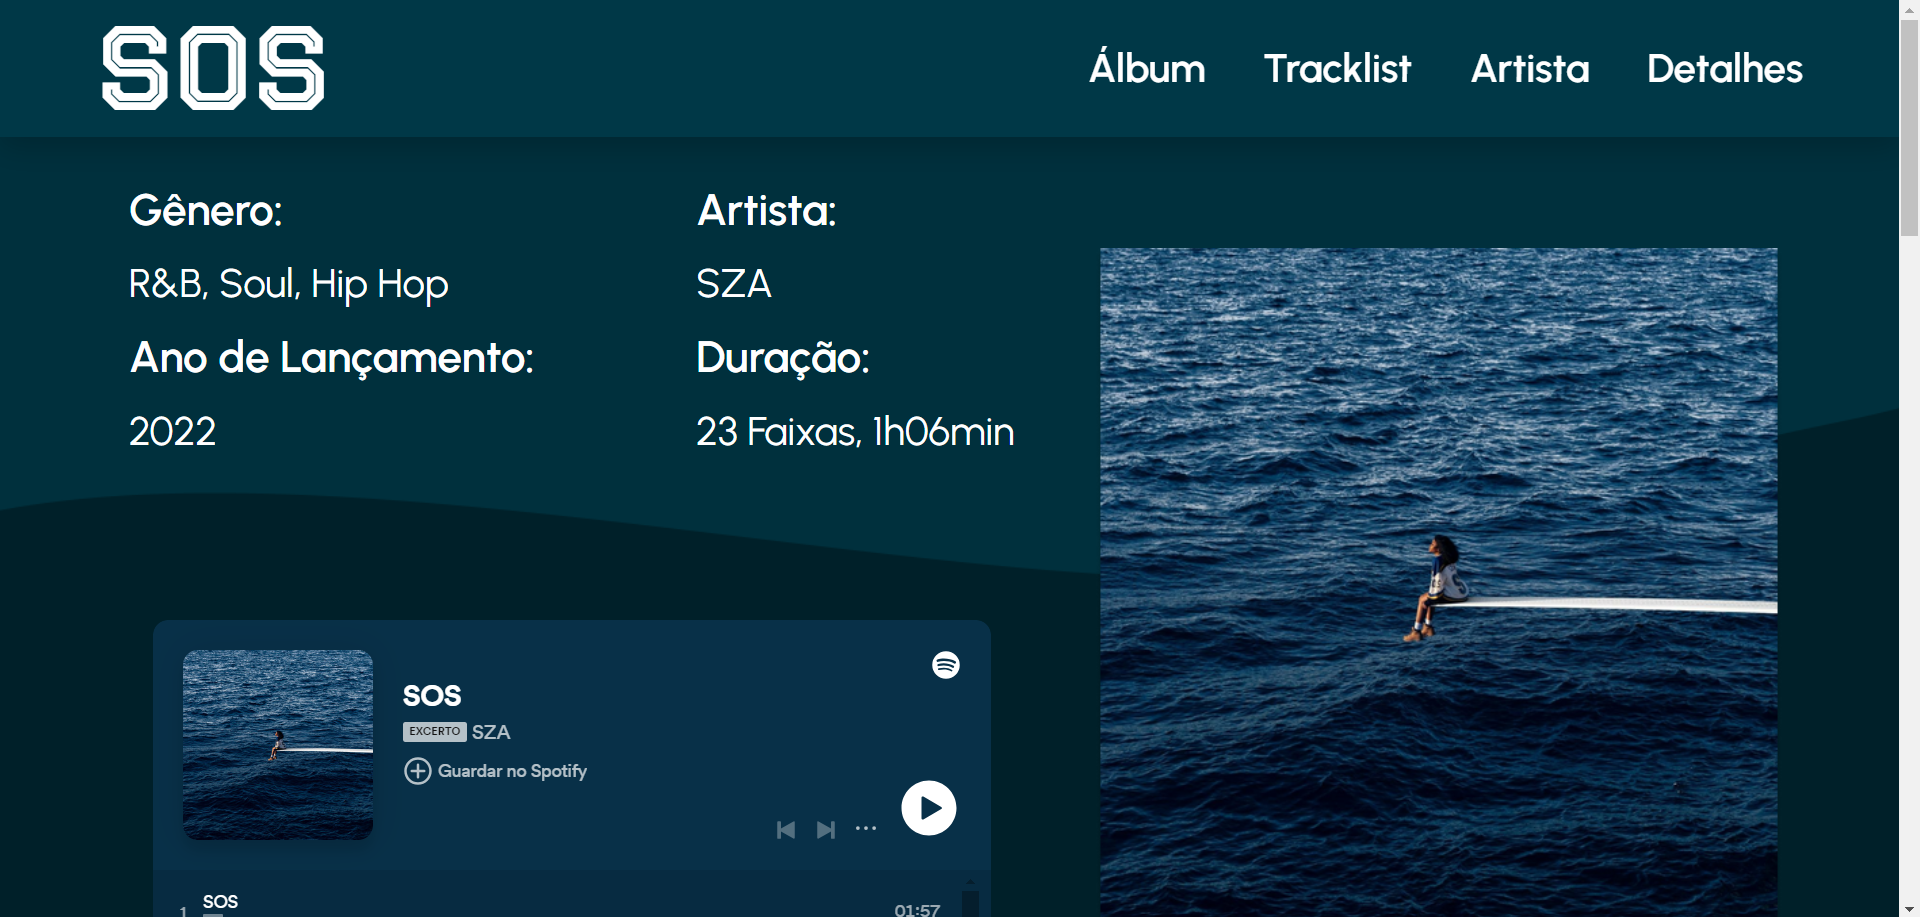 SOS
Álbum Tracklist Artista Detalhes
Gênero:
R&B, Soul, Hip Hop
Ano de Lançamento:
2022
Artista:
SZA
Duração:
23 Faixas, 1h06min
SOS
EXCERTO SZA
Guardar no Spotify
1 SOS 01:57